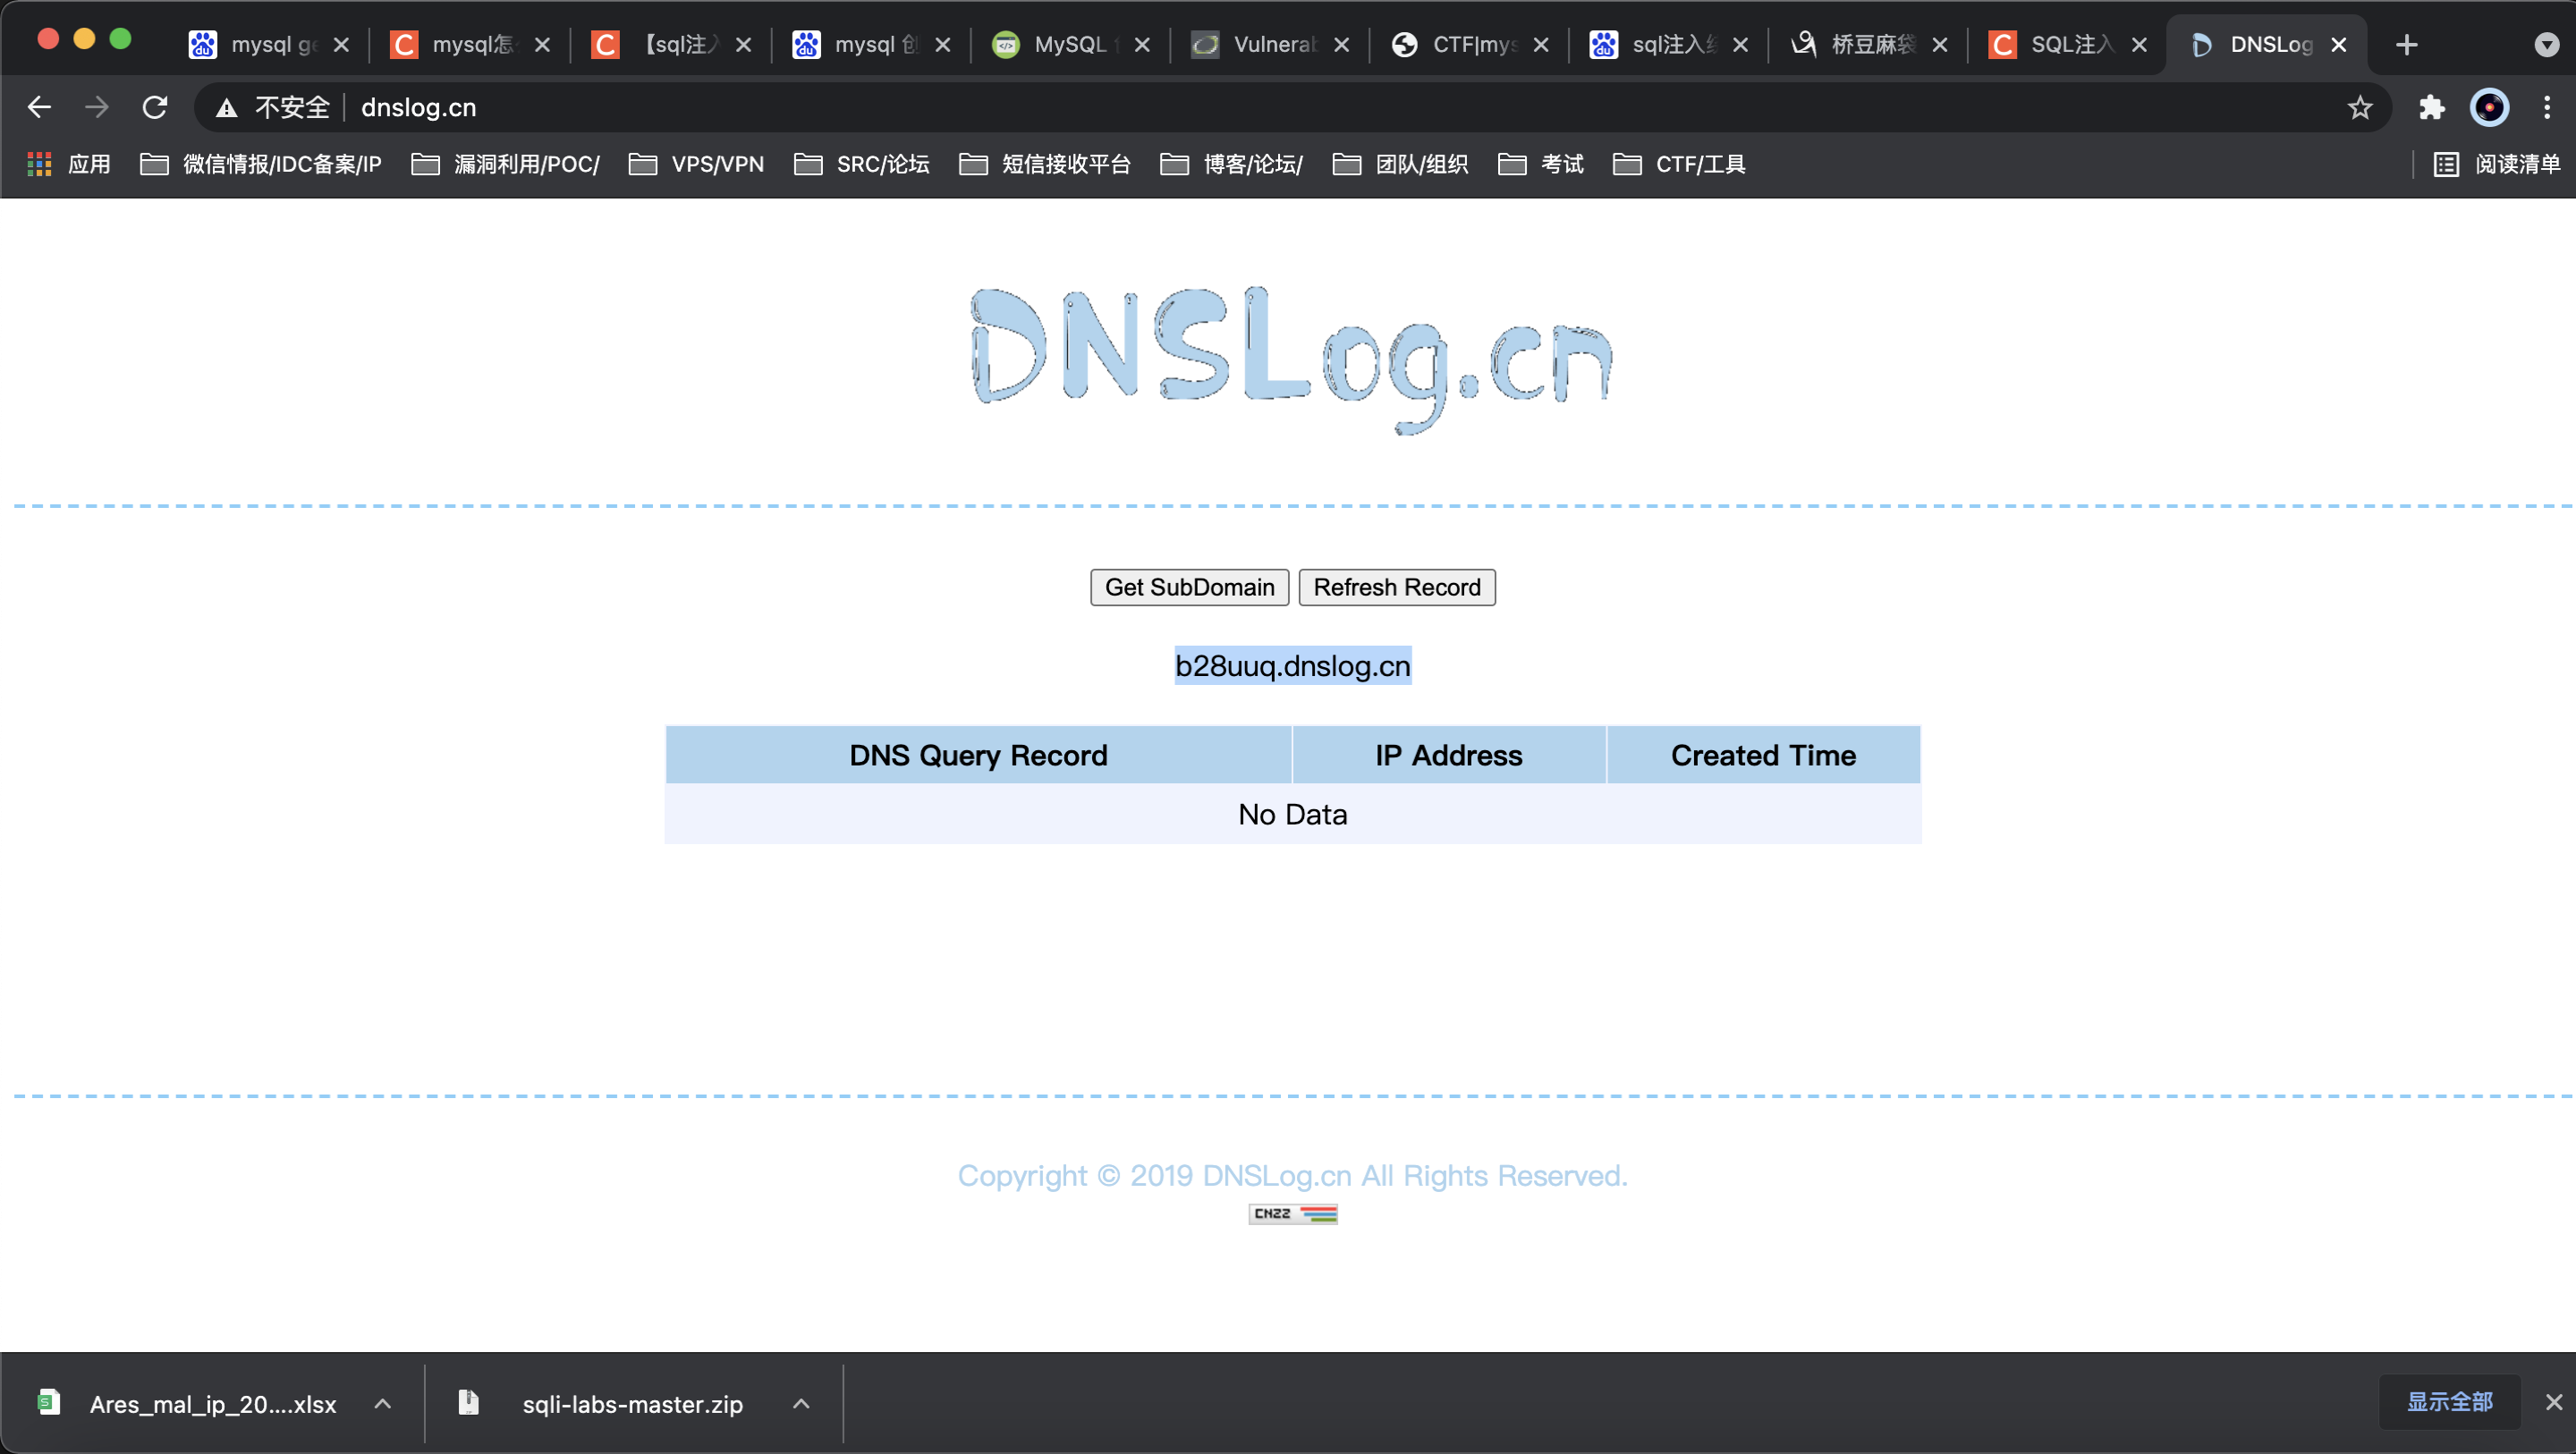 mysql ge
mysql怎
【sql注入
mysql 创
MySQL
Vulnerab
CTF|mys
sql注入
桥豆麻袋
SQL注入
DNSLog
不安全
dnslog.cn
应用
微信情报/IDC备案/IP
漏洞利用/POC/
VPS/VPN
SRC/论坛
短信接收平台
博客/论坛/
团队/组织
考试
CTF/工具
阅读清单
DNSLog.cn
Get SubDomain
Refresh Record
b28uuq.dnslog.cn
DNS Query Record
IP Address
Created Time
No Data
Copyright © 2019 DNSLog.cn All Rights Reserved.
CNZZ
Ares_mal_ip_20....xlsx
sqli-labs-master.zip
显示全部